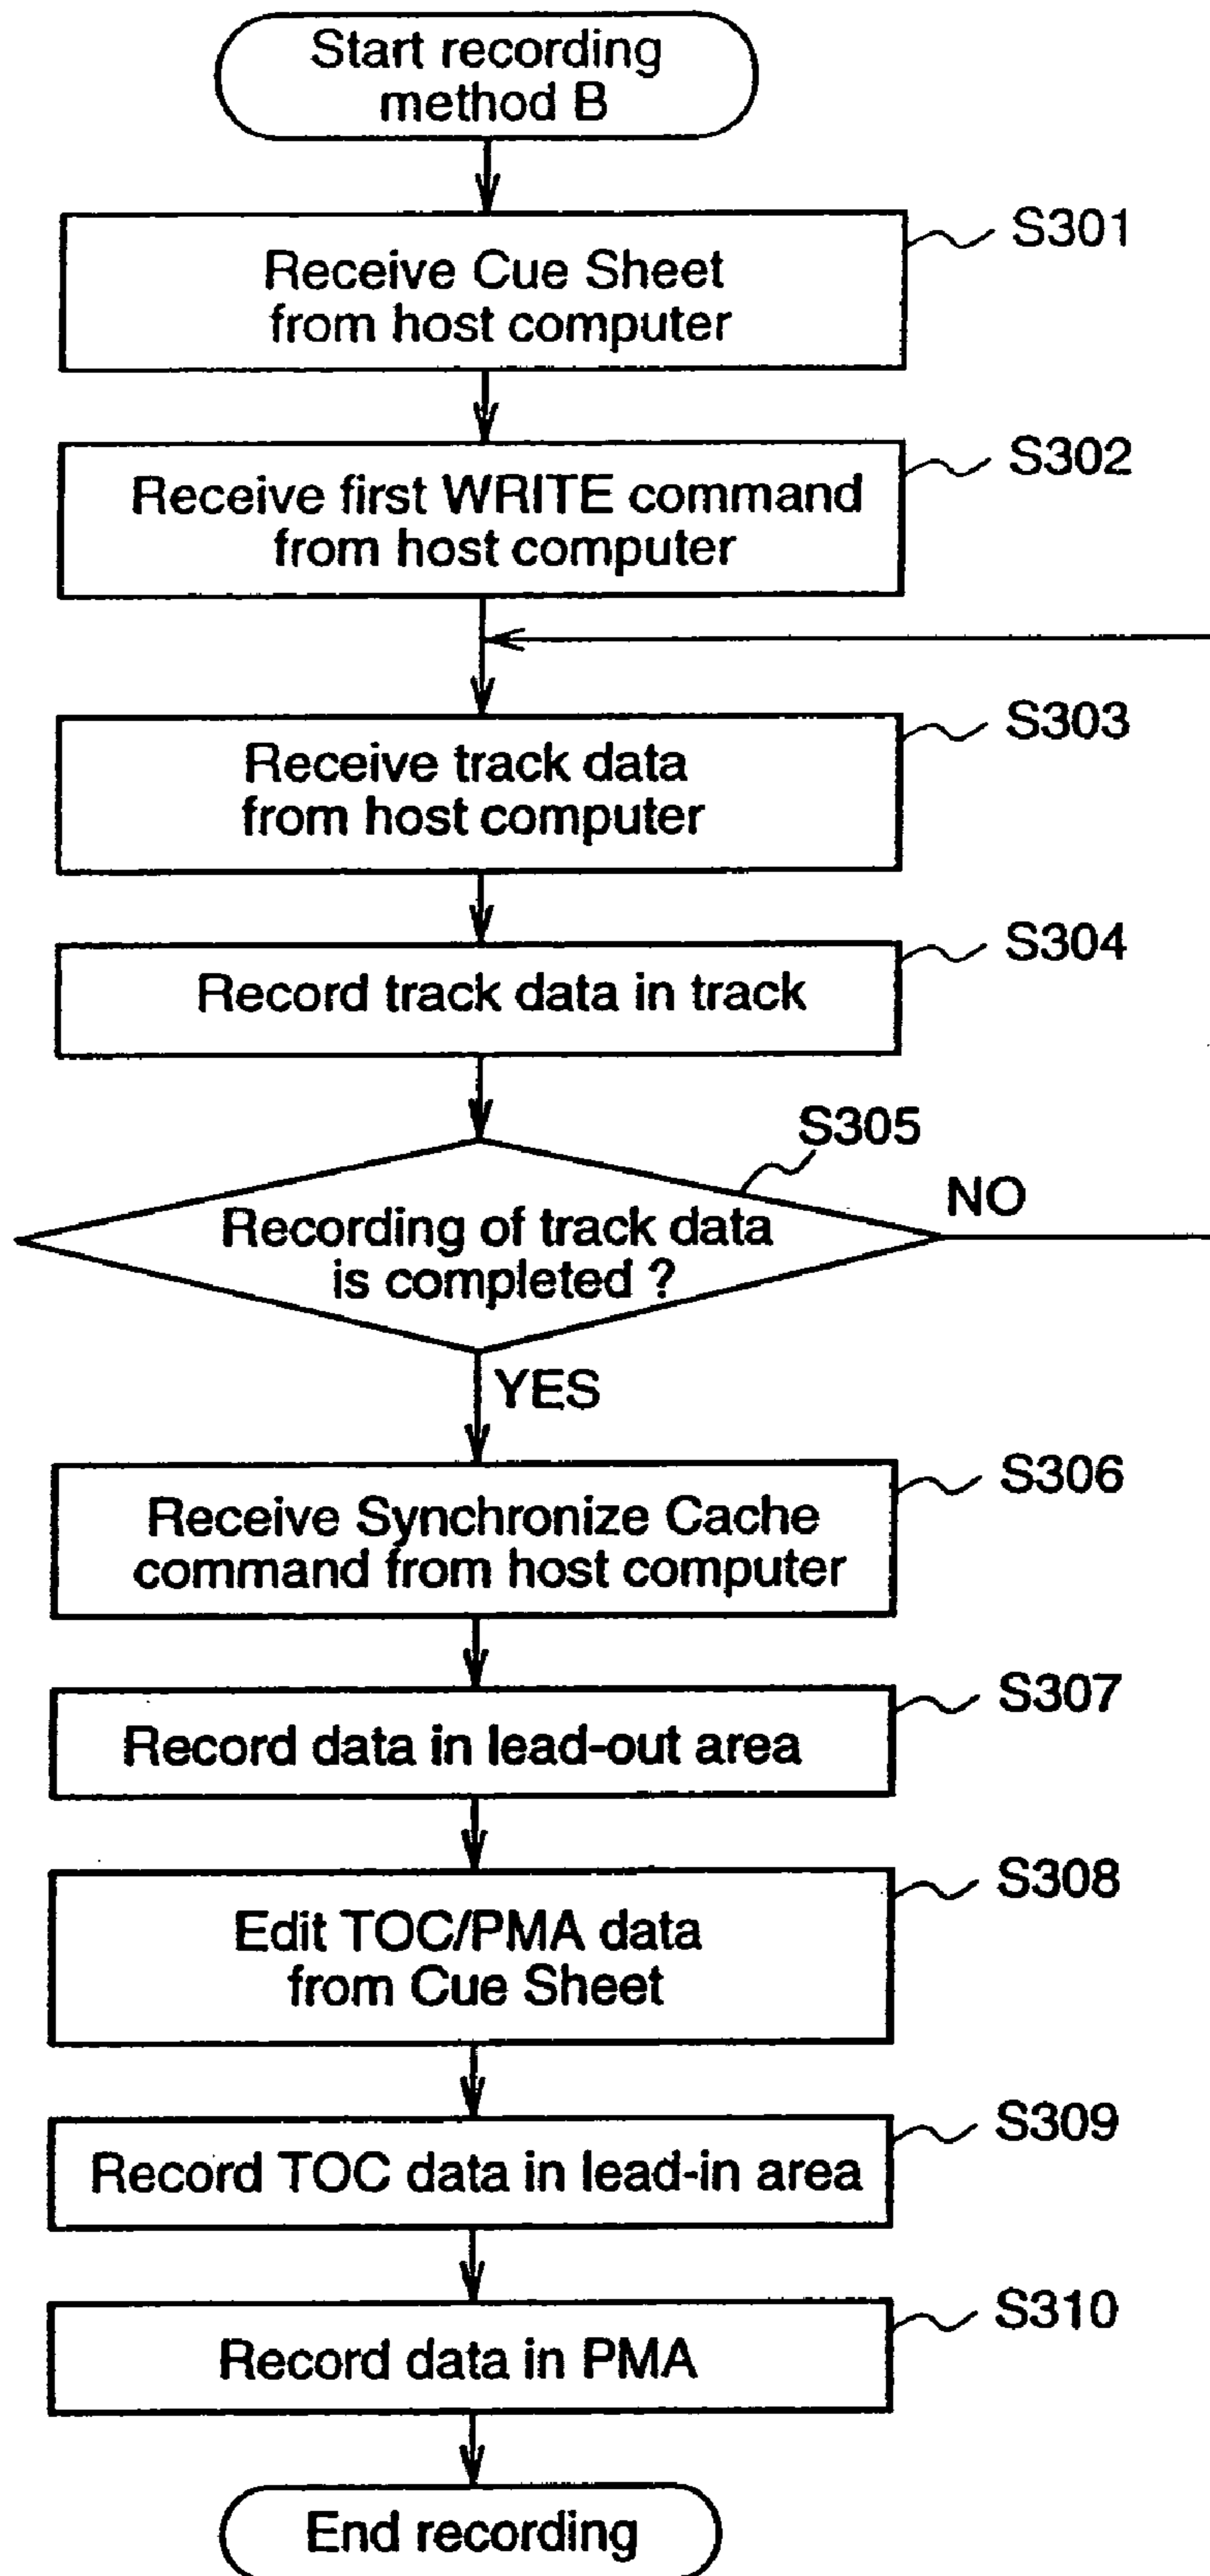 Start recording
method B
S301
Receive Cue Sheet
from host computer
S302
Receive first WRITE command
from host computer
S303
Receive track data
from host computer
S304
Record track data in track
S305
NO
Recording of track data
is completed ?
YES
S306
Receive Synchronize Cache
command from host computer
S307
Record data in lead-out area
S308
Edit TOC/PMA data
from Cue Sheet
S309
Record TOC data in lead-in area
S310
Record data in PMA
End recording